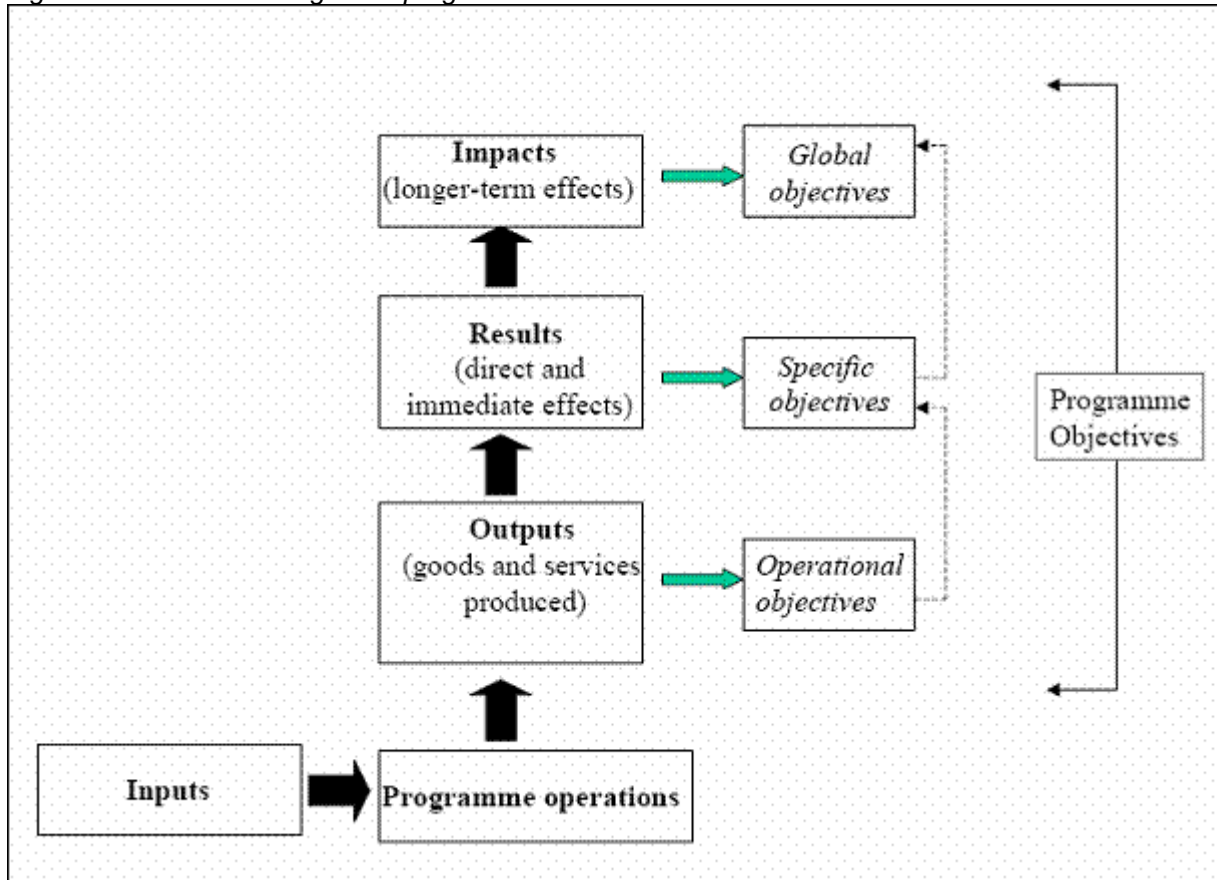 Impacts
(longer-term effects)
Global
objectives
Results
(direct and
immediate effects)
Specific
objectives
Programme
Objectives
Outputs
(goods and services
produced)
Operational
objectives
Inputs
Programme operations